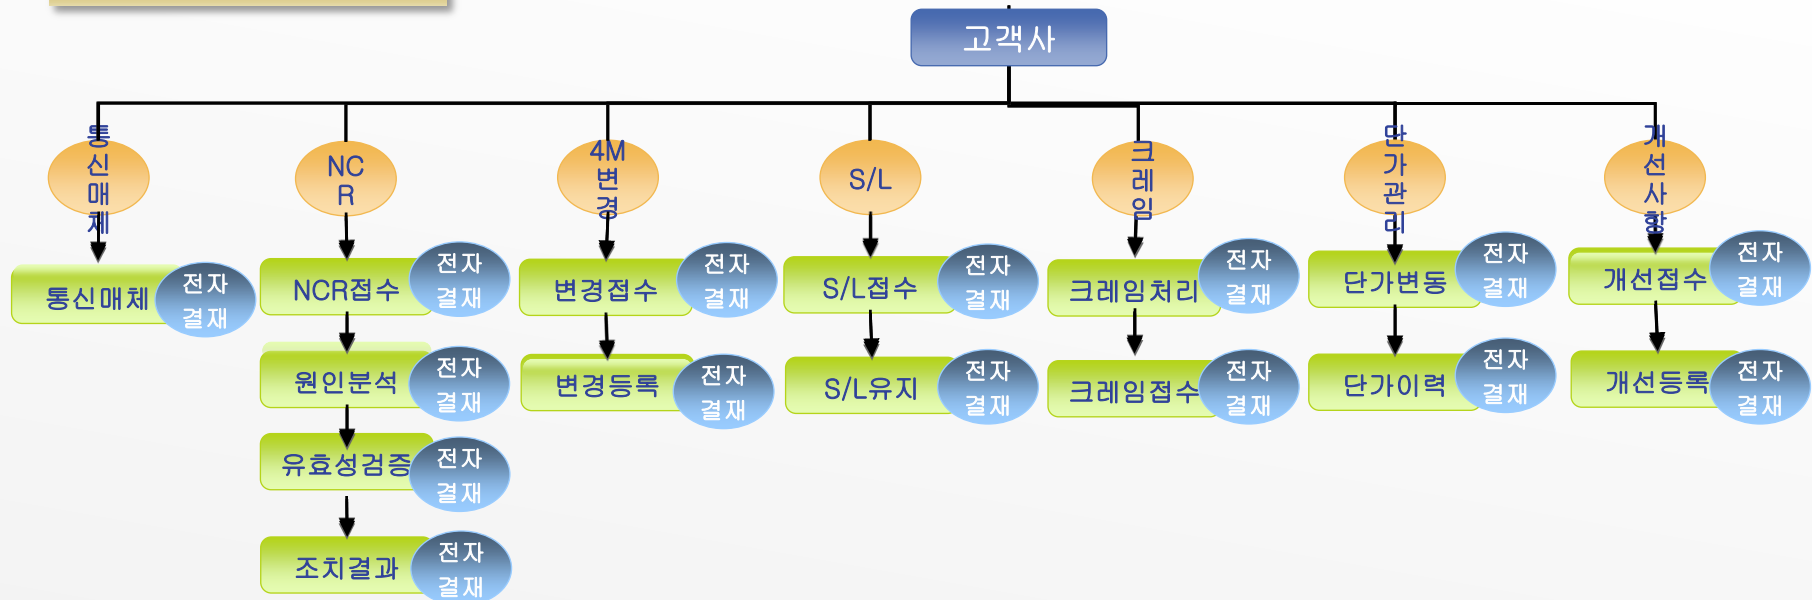 고객사
통
신
매
체
NC
R
4M
변
경
S/L
크
레
임
단
가
관
리
개
선
사
항
통신매체
전자
결재
NCR접수
전자
결재
변경접수
전자
결재
S/L접수
전자
결재
크레임처리
전자
결재
단가변동
전자
결재
개선접수
전자
결재
원인분석
전자
결재
변경등록
전자
결재
S/L유지
전자
결재
크레임접수
전자
결재
단가이력
전자
결재
개선등록
전자
결재
유효성검증
전자
결재
조치결과
전자
결재